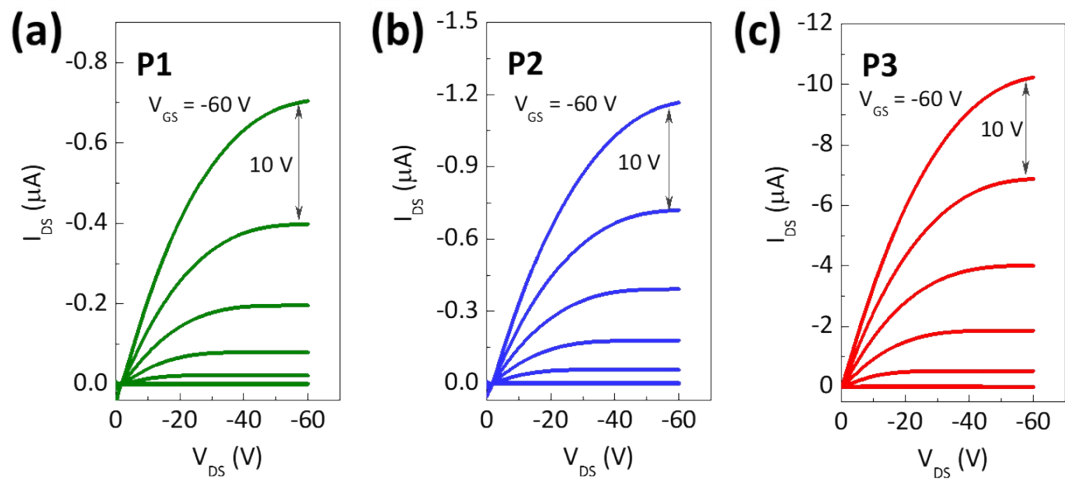 (a)
P1
V_GS = -60 V
10 V
-0.8
-0.6
-0.4
-0.2
0.0
I_DS (μA)
0 -20 -40 -60
V_DS (V)
(b)
P2
V_GS = -60 V
10 V
-1.5
-1.2
-0.9
-0.6
-0.3
0.0
I_DS (μA)
0 -20 -40 -60
V_DS (V)
(c)
P3
V_GS = -60 V
10 V
-12
-10
-8
-6
-4
-2
0
I_DS (μA)
0 -20 -40 -60
V_DS (V)